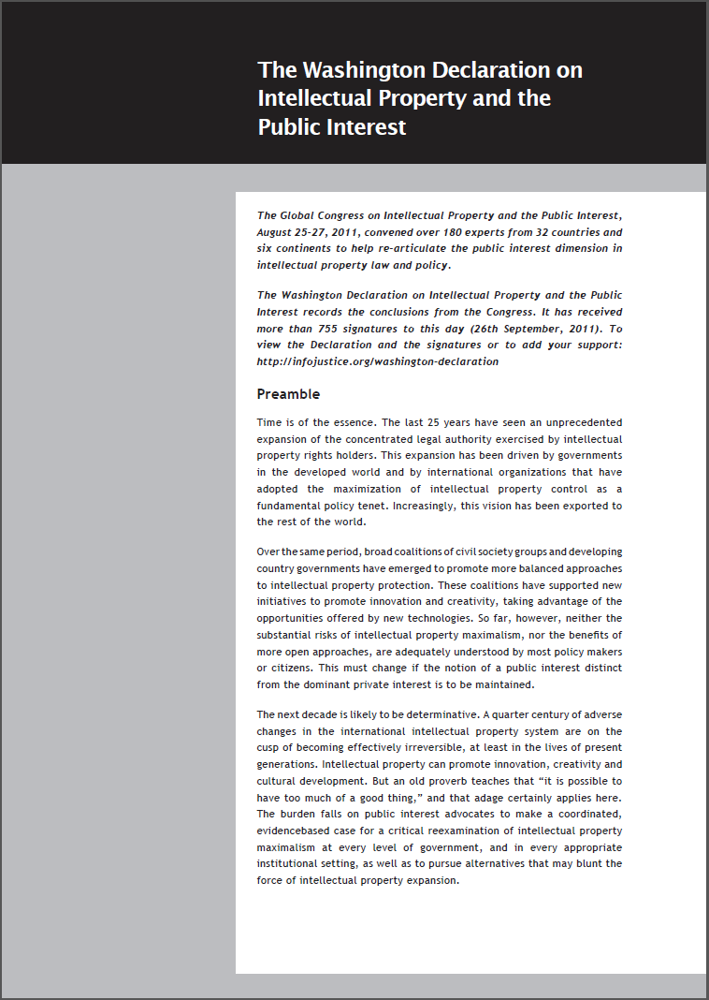 The Washington Declaration on
Intellectual Property and the
Public Interest
The Global Congress on Intellectual Property and the Public Interest,
August 25-27, 2011, convened over 180 experts from 32 countries and
six continents to help re-articulate the public interest dimension in
intellectual property law and policy.
The Washington Declaration on Intellectual Property and the Public
Interest records the conclusions from the Congress. It has received
more than 755 signatures to this day (26th September, 2011). To
view the Declaration and the signatures or to add your support:
http://infojustice.org/washington-declaration
Preamble
Time is of the essence. The last 25 years have seen an unprecedented
expansion of the concentrated legal authority exercised by intellectual
property rights holders. This expansion has been driven by governments
in the developed world and by international organizations that have
adopted the maximization of intellectual property control as a
fundamental policy tenet. Increasingly, this vision has been exported to
the rest of the world.
Over the same period, broad coalitions of civil society groups and developing
country governments have emerged to promote more balanced approaches
to intellectual property protection. These coalitions have supported new
initiatives to promote innovation and creativity, taking advantage of the
opportunities offered by new technologies. So far, however, neither the
substantial risks of intellectual property maximalism, nor the benefits of
more open approaches, are adequately understood by most policy makers
or citizens. This must change if the notion of a public interest distinct
from the dominant private interest is to be maintained.
The next decade is likely to be determinative. A quarter century of adverse
changes in the international intellectual property system are on the
cusp of becoming effectively irreversible, at least in the lives of present
generations. Intellectual property can promote innovation, creativity and
cultural development. But an old proverb teaches that “it is possible to
have too much of a good thing,” and that adage certainly applies here.
The burden falls on public interest advocates to make a coordinated,
evidencebased case for a critical reexamination of intellectual property
maximalism at every level of government, and in every appropriate
institutional setting, as well as to pursue alternatives that may blunt the
force of intellectual property expansion.